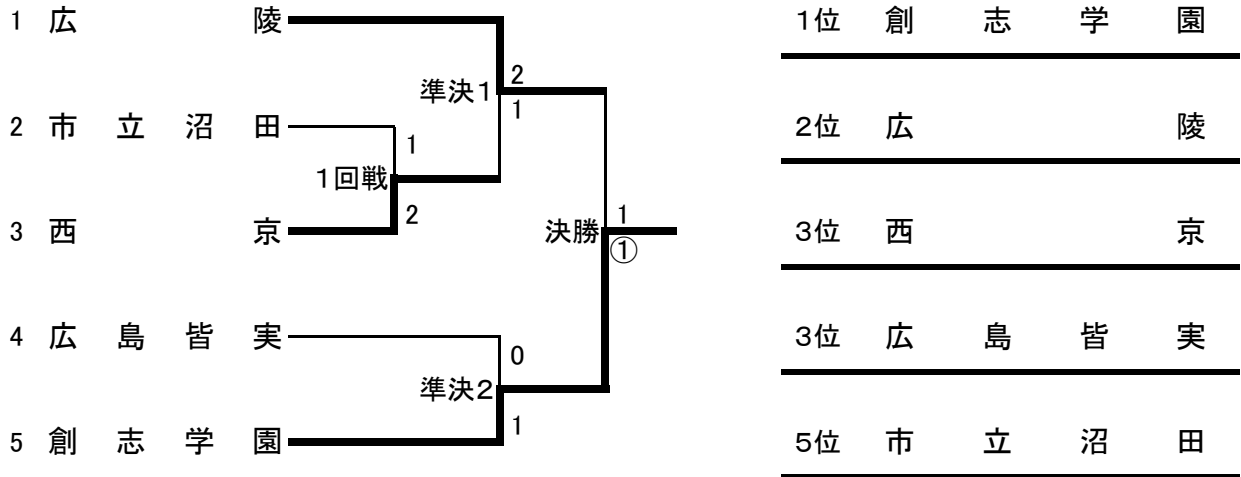 1 広 陵
2
準決1
1
2 市 立 沼 田
1
1回戦
2
3 西 京
決勝
1
①
4 広 島 皆 実
0
準決2
1
5 創 志 学 園
1位 創 志 学 園
2位 広 陵
3位 西 京
3位 広 島 皆 実
5位 市 立 沼 田